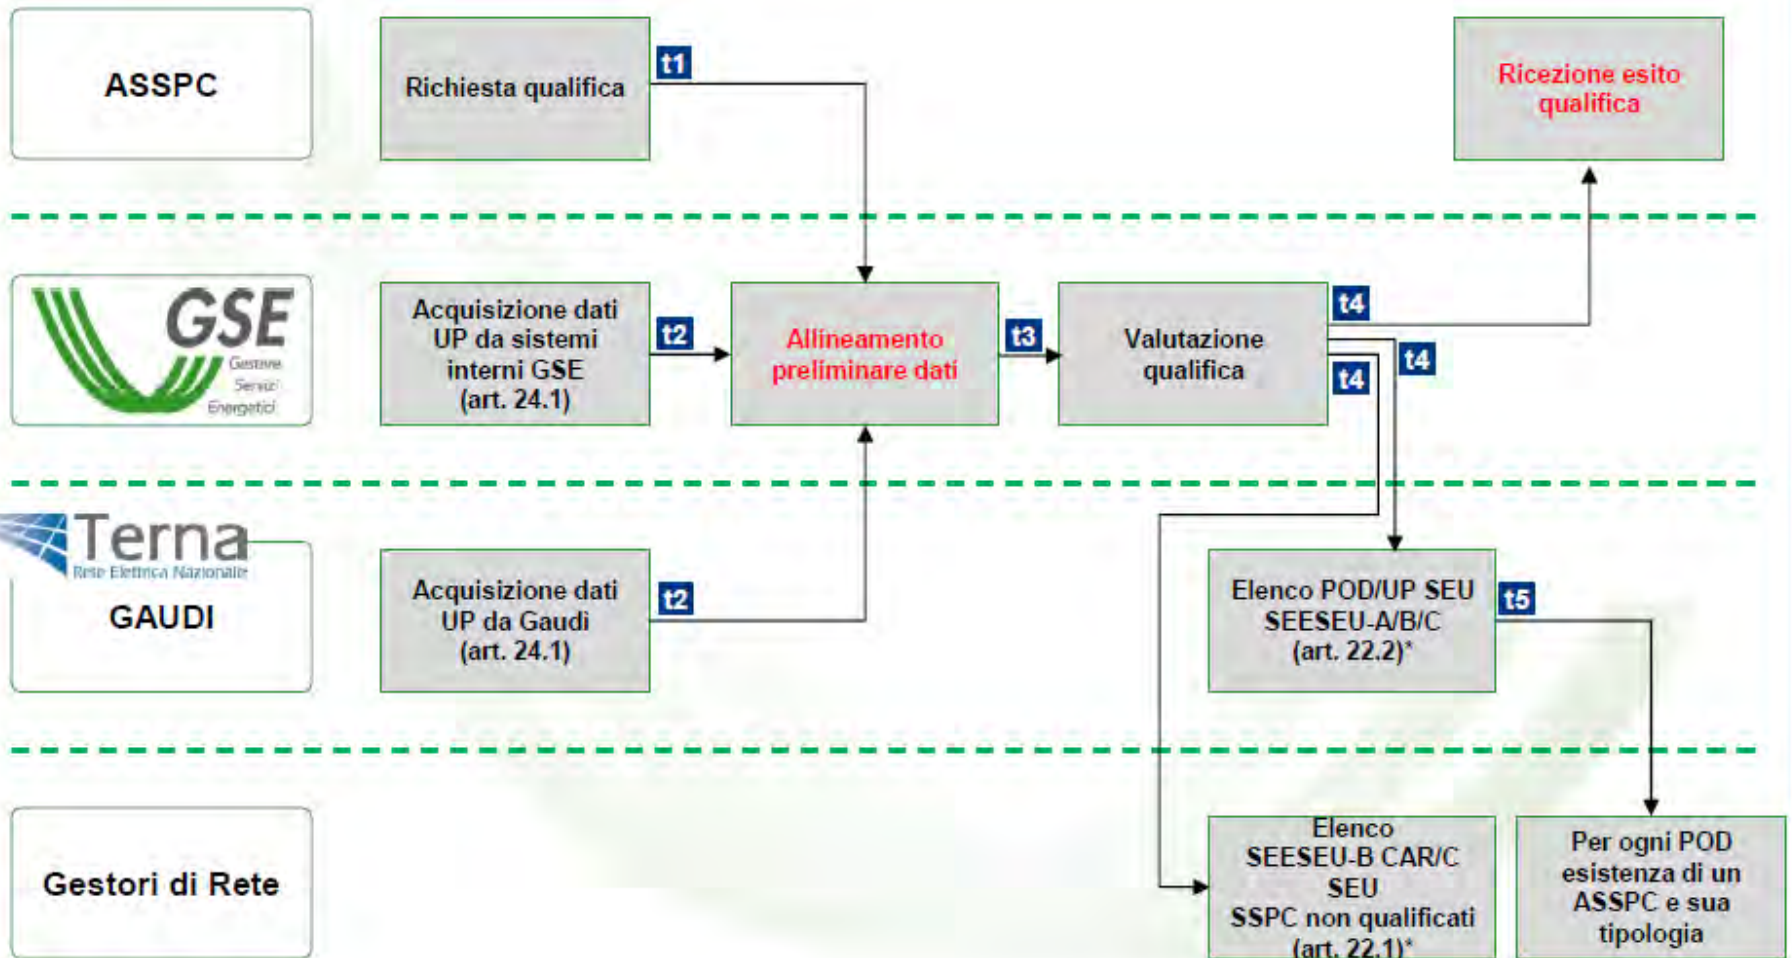 ASSPC
Richiesta qualifica
t1
Ricezione esito
qualifica
GSE
Gestore
Servizi
Energetici
Acquisizione dati
UP da sistemi
interni GSE
(art. 24.1)
t2
Allineamento
preliminare dati
t3
Valutazione
qualifica
t4
t4
t4
Terna
Rete Elettrica Nazionale
GAUDI
Acquisizione dati
UP da Gaudi
(art. 24.1)
t2
Elenco POD/UP SEU
SEESEU-A/B/C
(art. 22.2)*
t5
Gestori di Rete
Elenco
SEESEU-B CAR/C
SEU
SSPC non qualificati
(art. 22.1)*
Per ogni POD
esistenza di un
ASSPC e sua
tipologia